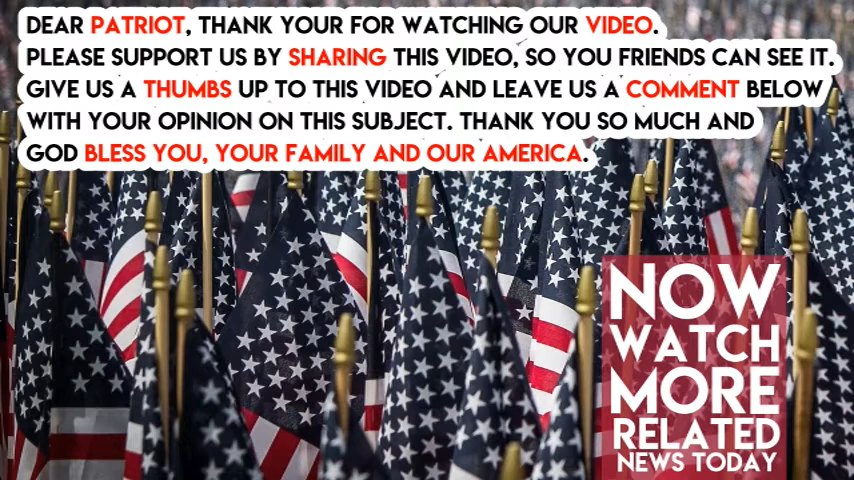 DEAR PATRIOT, THANK YOUR FOR WATCHING OUR VIDEO.
PLEASE SUPPORT US BY SHARING THIS VIDEO, SO YOU FRIENDS CAN SEE IT.
GIVE US A THUMBS UP TO THIS VIDEO AND LEAVE US A COMMENT BELOW
WITH YOUR OPINION ON THIS SUBJECT. THANK YOU SO MUCH AND
GOD BLESS YOU, YOUR FAMILY AND OUR AMERICA.
NOW
WATCH
MORE
RELATED
NEWS TODAY